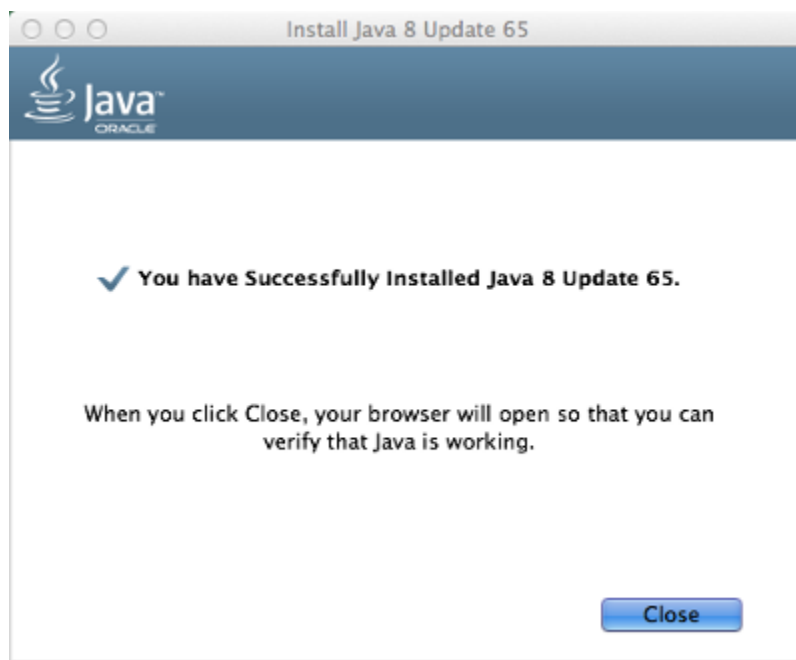 Install Java 8 Update 65
Java™
ORACLE
You have Successfully Installed Java 8 Update 65.
When you click Close, your browser will open so that you can
verify that Java is working.
Close